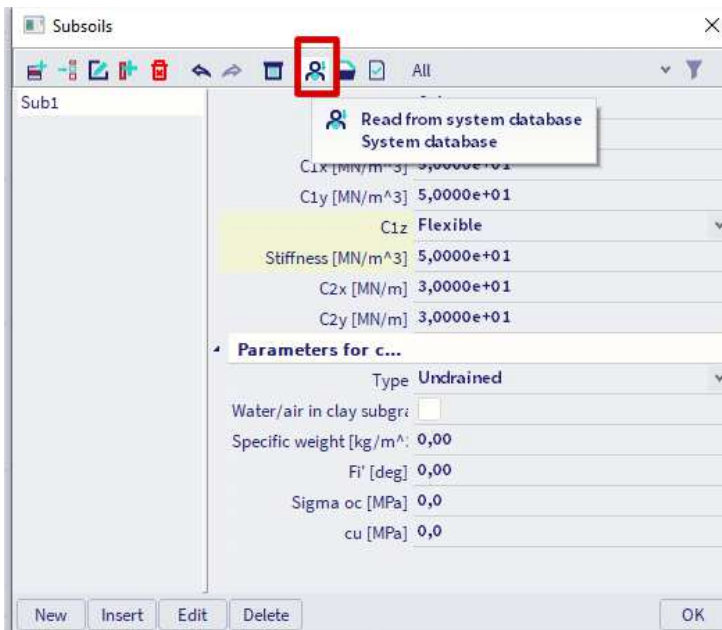 Subsoils
All
Sub1
Read from system database
System database
C1x [MN/m^3] 5,0000e+01
C1y [MN/m^3] 5,0000e+01
C1z Flexible
Stiffness [MN/m^3] 5,0000e+01
C2x [MN/m] 3,0000e+01
C2y [MN/m] 3,0000e+01
Parameters for c...
Type Undrained
Water/air in clay subgra
Specific weight [kg/m^: 0,00
Fi' [deg] 0,00
Sigma oc [MPa] 0,0
cu [MPa] 0,0
New Insert Edit Delete OK